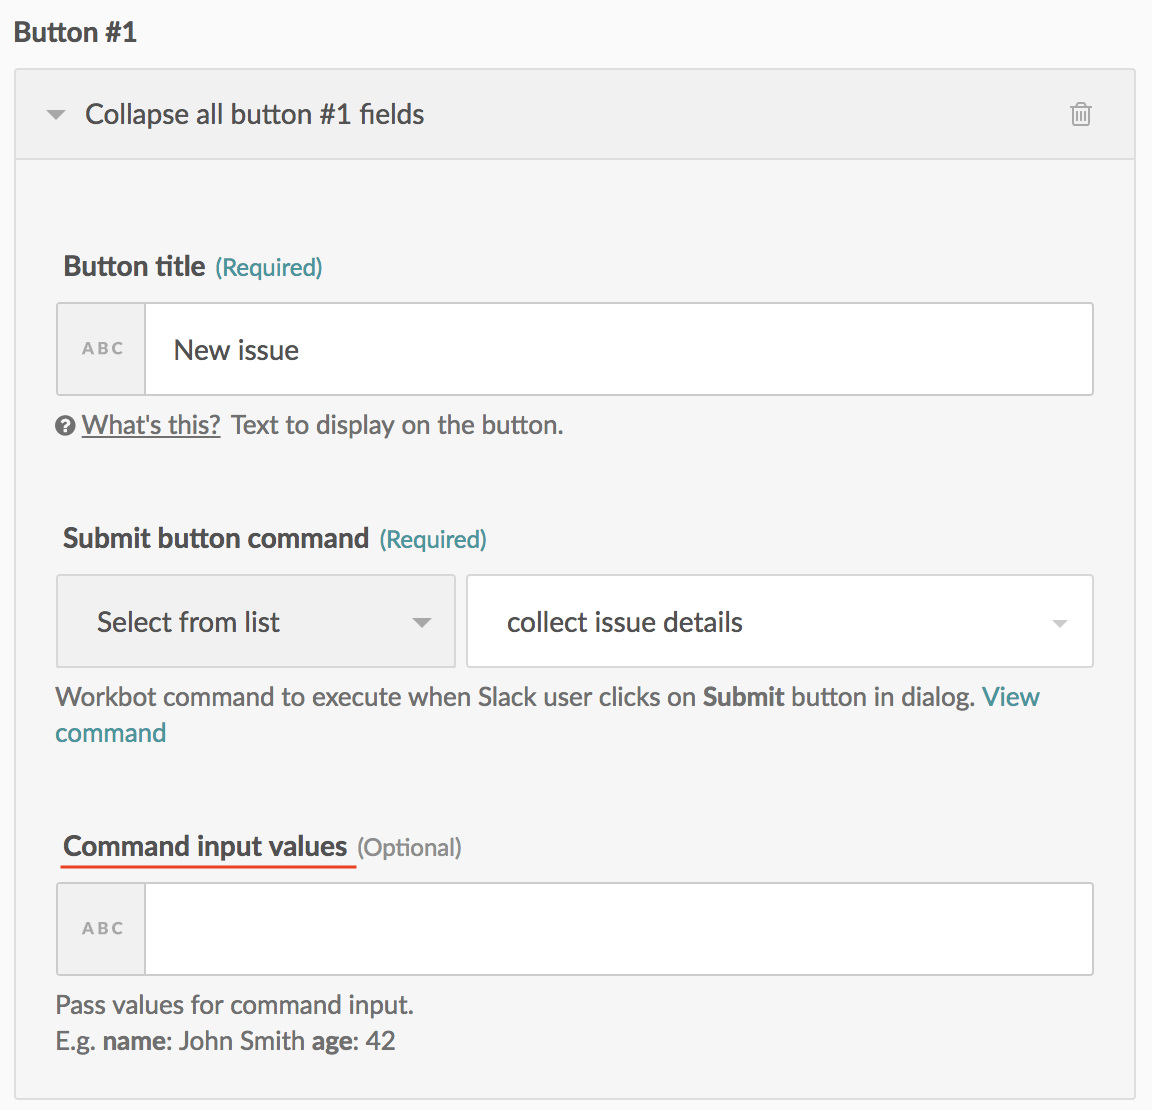 Button #1
Collapse all button #1 fields
Button title (Required)
ABC New issue
What's this? Text to display on the button.
Submit button command (Required)
Select from list collect issue details
Workbot command to execute when Slack user clicks on Submit button in dialog. View
command
Command input values (Optional)
ABC
Pass values for command input.
E.g. name: John Smith age: 42